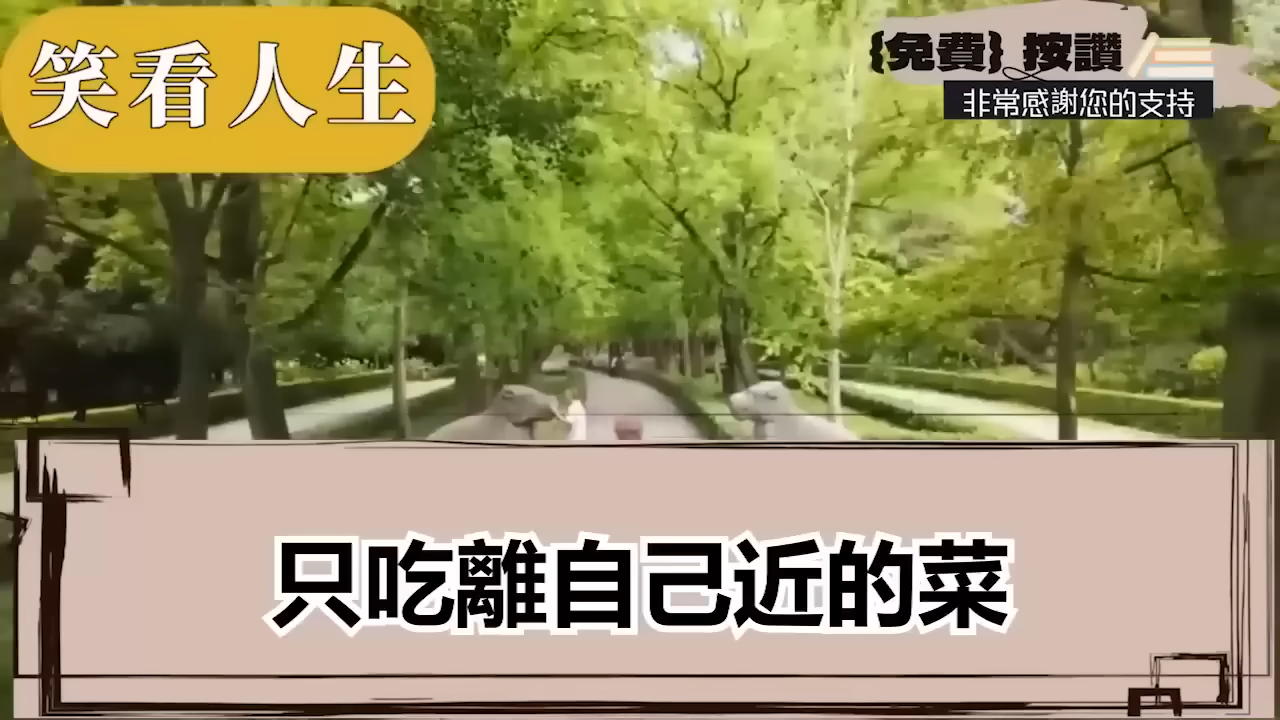 笑看人生
{免費} 按讚
非常感謝您的支持
只吃離自己近的菜